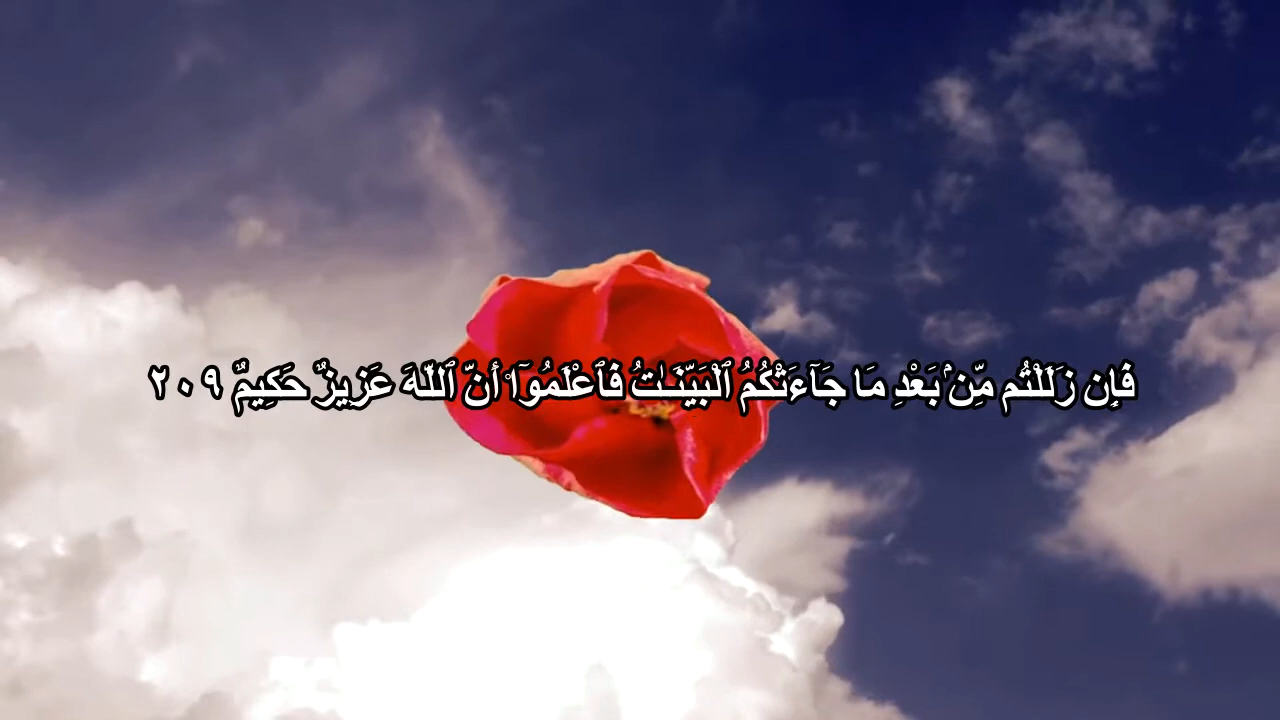 فَإِن زَلَلْتُم مِّنۢ بَعْدِ مَا جَآءَتْكُمُ ٱلْبَيِّنَـٰتُ فَٱعْلَمُوٓا۟ أَنَّ ٱللَّهَ عَزِيزٌ حَكِيمٌ ٢٠٩